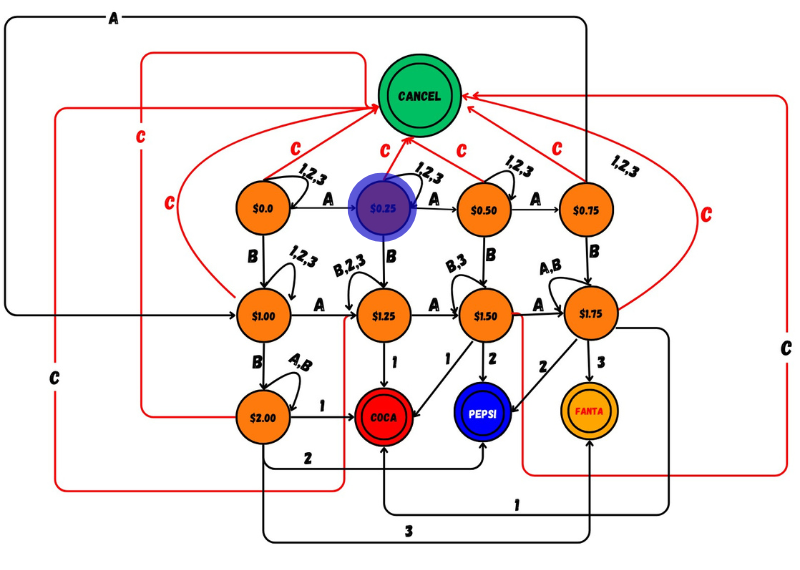 A
CANCEL
C
C
C
C
C
1,2,3
1,2,3
1,2,3
1,2,3
$0.0
A
$0.25
A
$0.50
A
$0.75
C
C
B
1,2,3
B,2,3
B
B,3
B
A,B
B
$1.00
A
$1.25
A
$1.50
A
$1.75
C
C
B
A,B
1
1
2
2
3
$2.00
1
COCA
PEPSI
FANTA
2
1
3